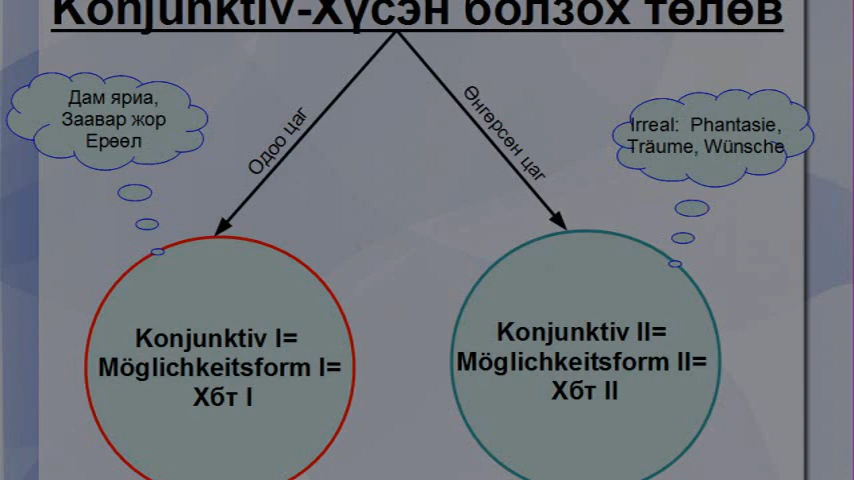 Konjunktiv-Хүсэн болзох төлөв
Дам яриа,
Заавар жор
Ерөөл
Одоо цаг
Өнгөрсөн цаг
Irreal: Phantasie,
Träume, Wünsche
Konjunktiv I=
Möglichkeitsform I=
Хбт I
Konjunktiv II=
Möglichkeitsform II=
Хбт II